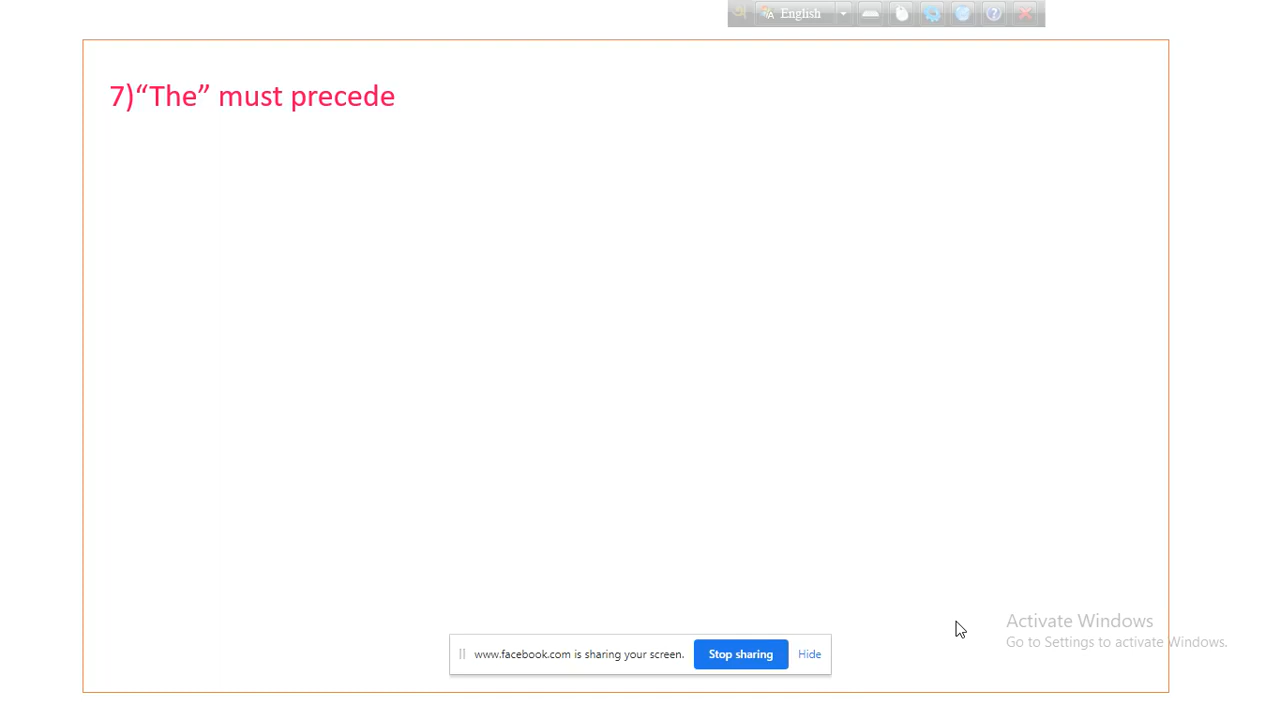 English
7)“The” must precede
Activate Windows
Go to Settings to activate Windows.
www.facebook.com is sharing your screen.
Stop sharing
Hide